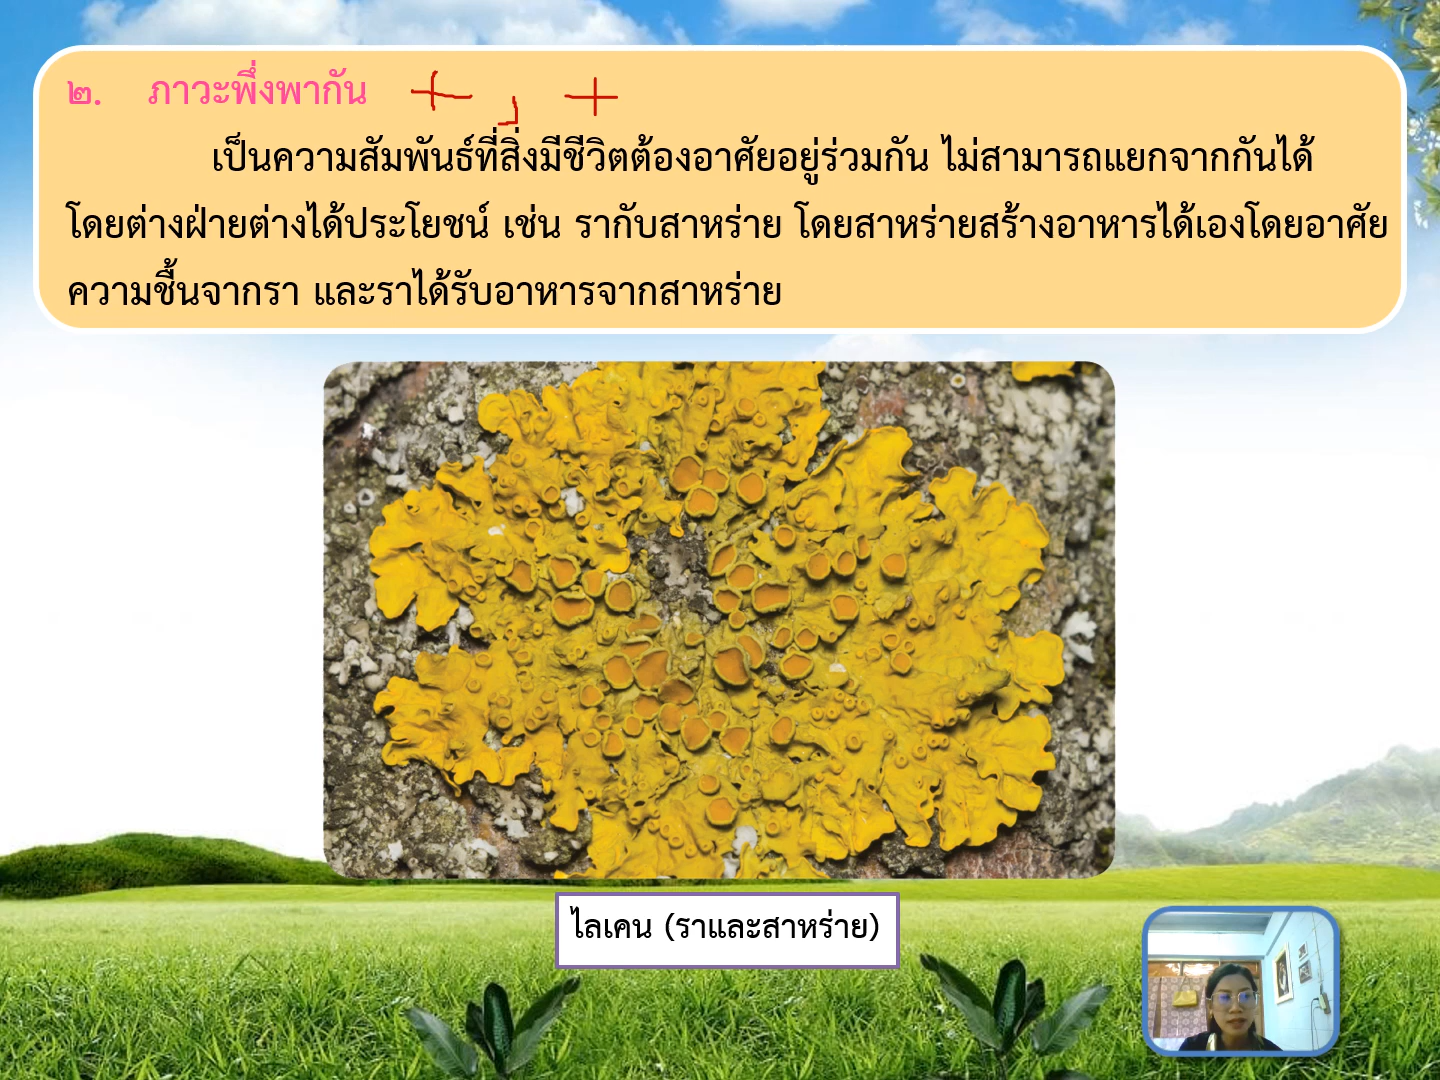 ๒. ภาวะพึ่งพากัน + , +
เป็นความสัมพันธ์ที่สิ่งมีชีวิตต้องอาศัยอยู่ร่วมกัน ไม่สามารถแยกจากกันได้
โดยต่างฝ่ายต่างได้ประโยชน์ เช่น รากับสาหร่าย โดยสาหร่ายสร้างอาหารได้เองโดยอาศัย
ความชื้นจากรา และราได้รับอาหารจากสาหร่าย
ไลเคน (ราและสาหร่าย)